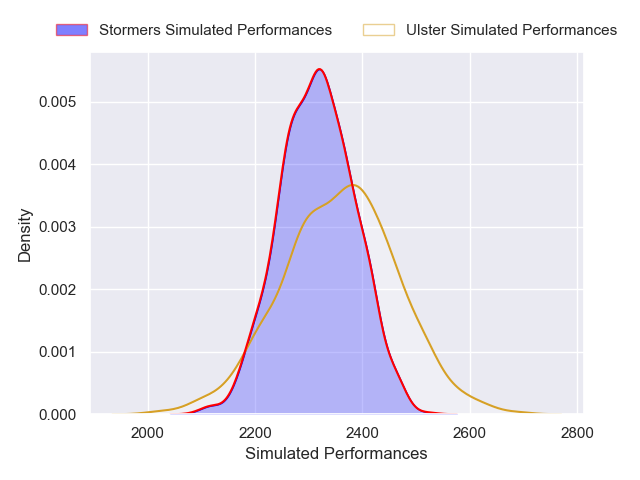 Stormers Simulated Performances
Ulster Simulated Performances
0.005
0.004
0.003
0.002
0.001
0.000
Density
2000 2200 2400 2600 2800
Simulated Performances